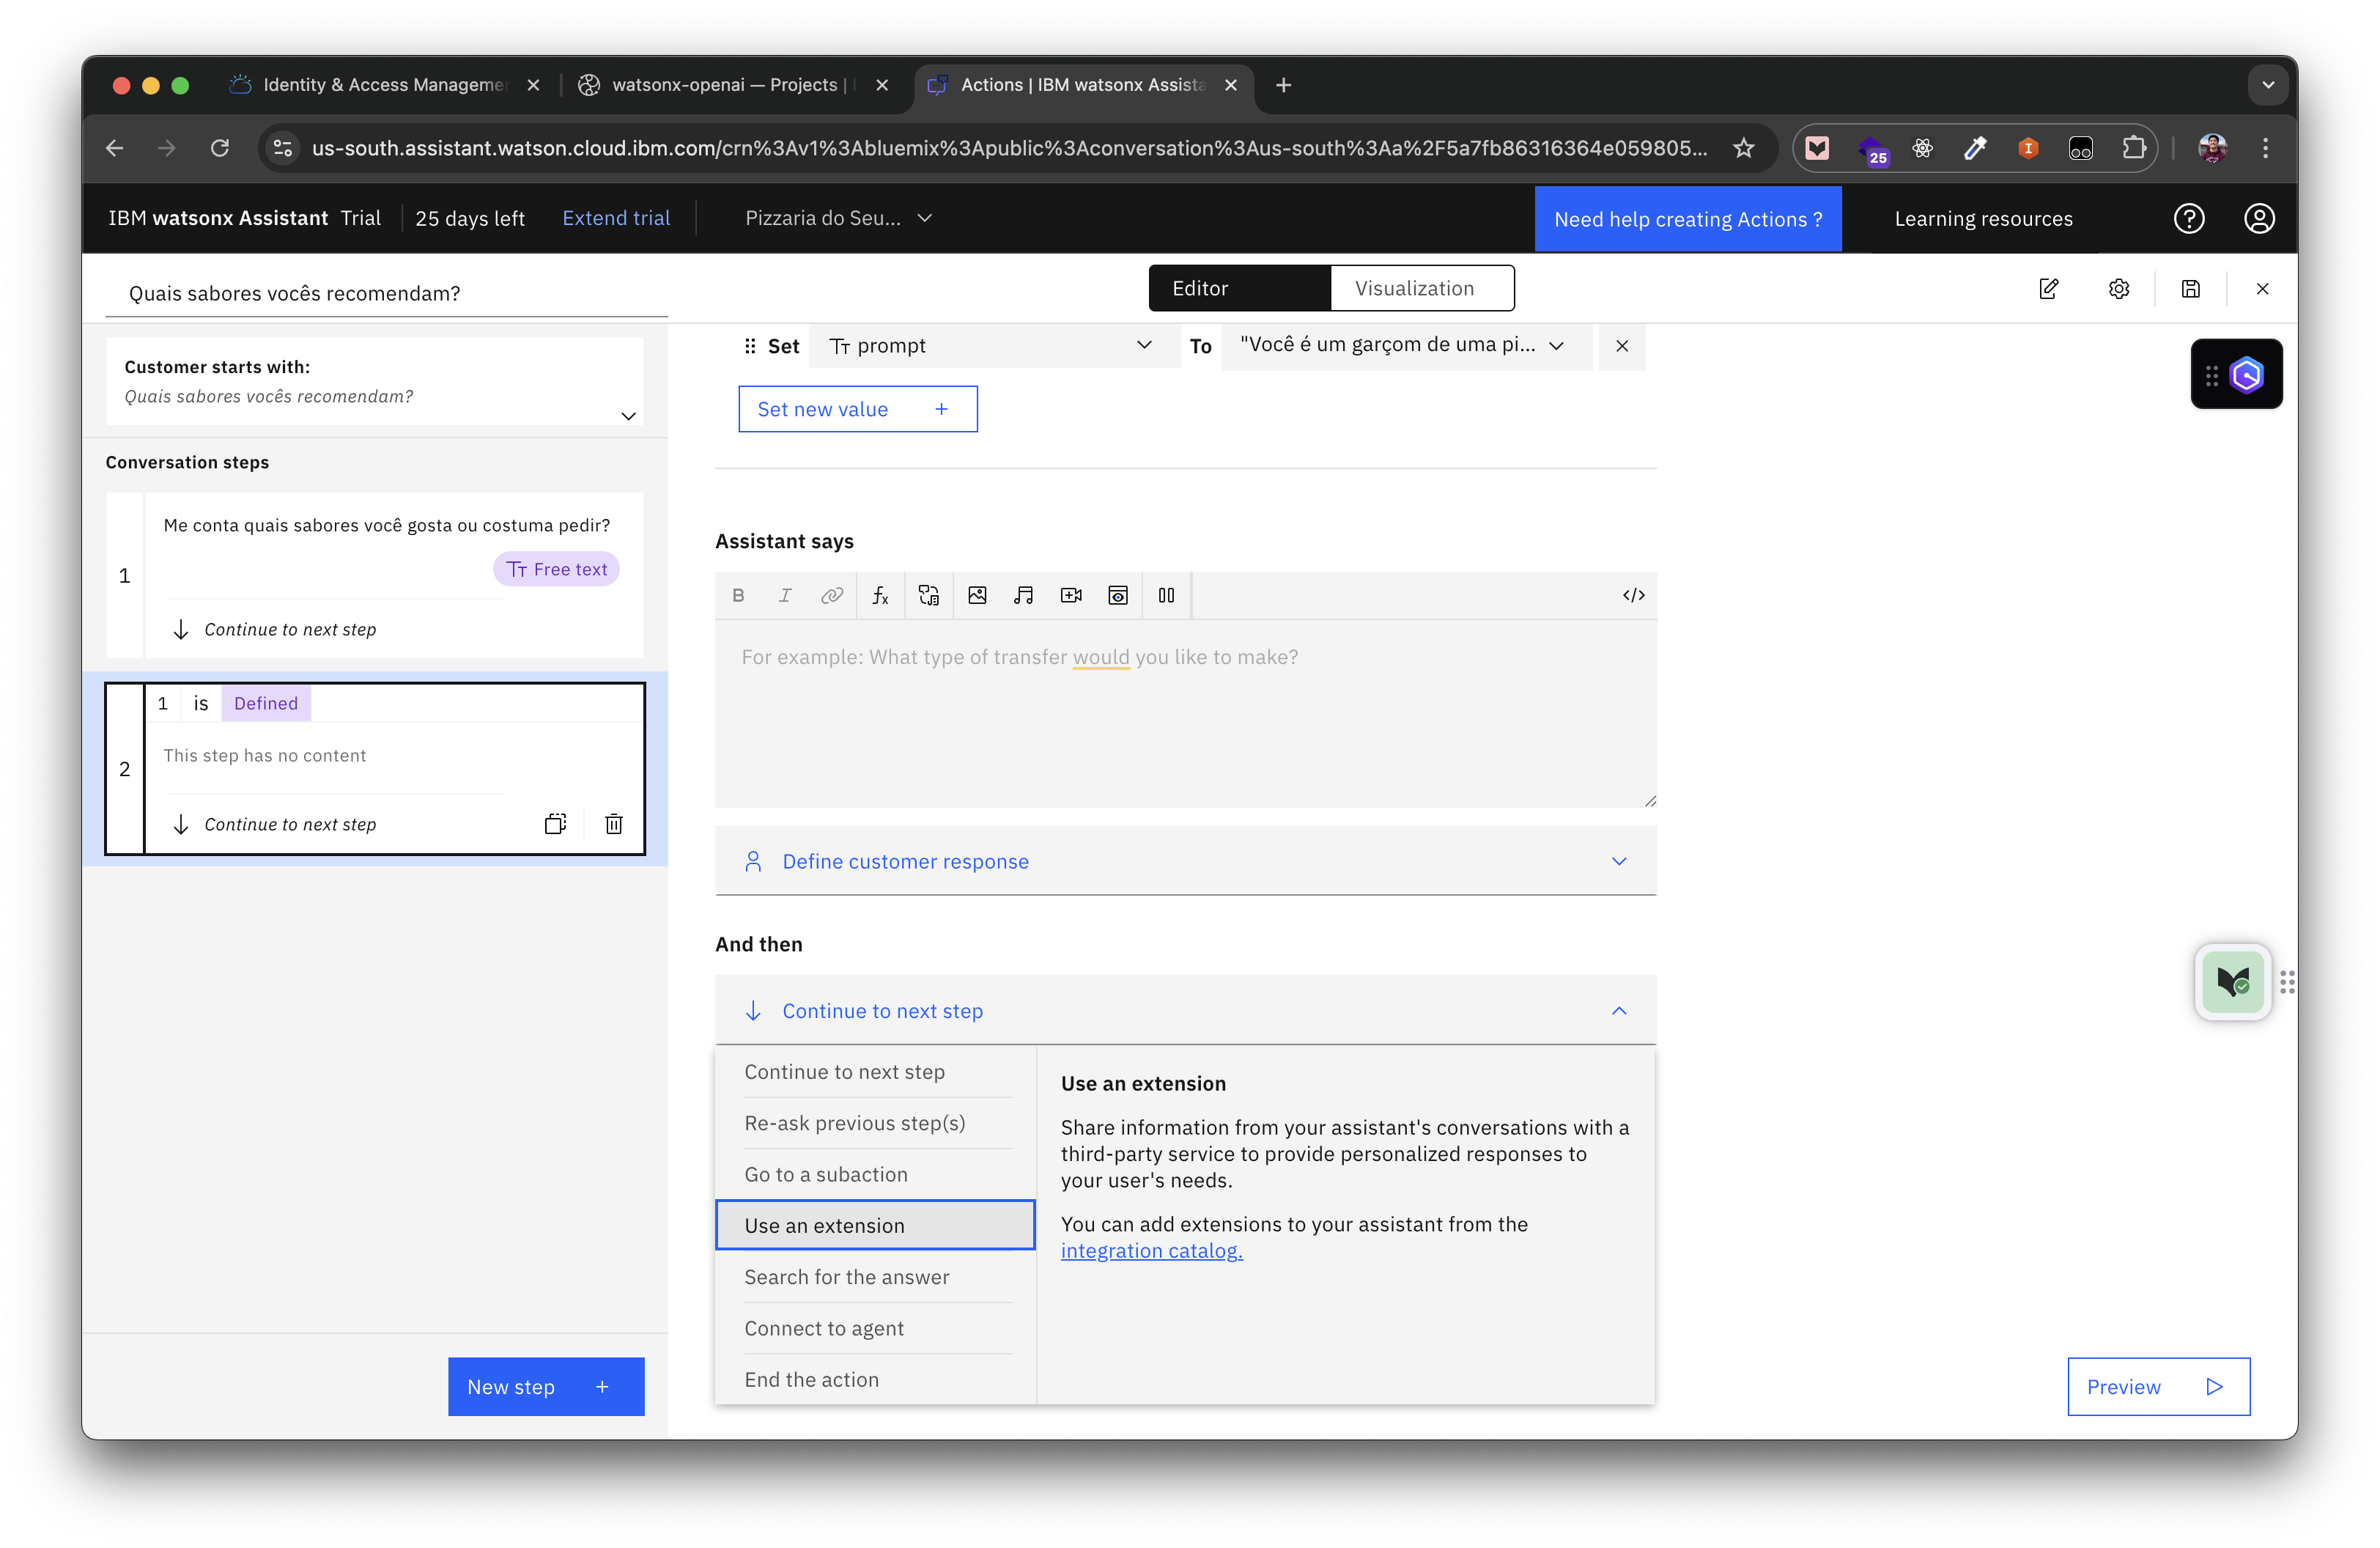 Identity & Access Managemen
watsonx-openai — Projects |
Actions | IBM watsonx Assista
us-south.assistant.watson.cloud.ibm.com/crn%3Av1%3Abluemix%3Apublic%3Aconversation%3Aus-south%3Aa%2F5a7fb86316364e059805...
25
IBM watsonx Assistant Trial
25 days left
Extend trial
Pizzaria do Seu...
Need help creating Actions ?
Learning resources
Quais sabores vocês recomendam?
Editor
Visualization
Customer starts with:
Quais sabores vocês recomendam?
Conversation steps
1
Me conta quais sabores você gosta ou costuma pedir?
Free text
Continue to next step
2
1 is Defined
This step has no content
Continue to next step
New step +
Set
prompt
To
"Você é um garçom de uma pi...
Set new value +
Assistant says
For example: What type of transfer would you like to make?
Define customer response
And then
Continue to next step
Continue to next step
Re-ask previous step(s)
Go to a subaction
Use an extension
Search for the answer
Connect to agent
End the action
Use an extension
Share information from your assistant's conversations with a
third-party service to provide personalized responses to
your user's needs.
You can add extensions to your assistant from the
integration catalog.
Preview